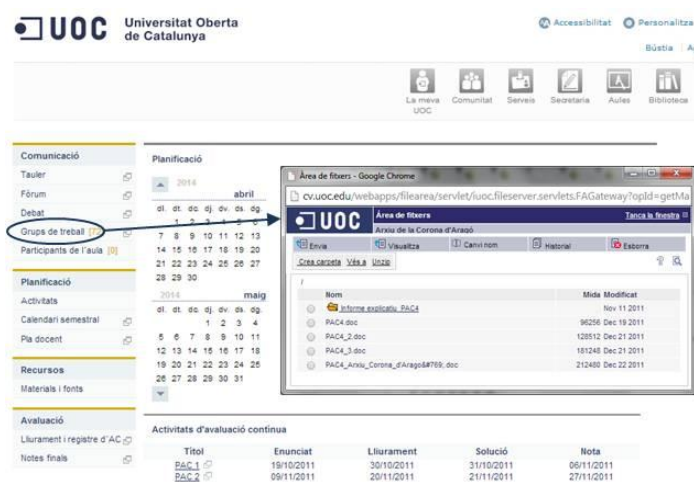 UOC Universitat Oberta
de Catalunya
Accessibilitat Personalitza
Bústia A
La meva UOC Comunitat Serveis Secretaria Aules Biblioteca
Comunicació
Tauler
Fòrum
Debat
Grups de treball
Participants de l'aula [0]
Planificació
Activitats
Calendari semestral
Pla docent
Recursos
Materials i fonts
Avaluació
Lliurament i registre d'AC
Notes finals
Planificació
2014
abril
dl. dt. dc. dj. dv. ds. dg.
1 2 3 4 5 6
7 8 9 10 11 12 13
14 15 16 17 18 19 20
21 22 23 24 25 26 27
28 29 30
2014 maig
dl. dt. dc. dj. dv. ds. dg.
1 2 3 4
5 6 7 8 9 10 11
12 13 14 15 16 17 18
19 20 21 22 23 24 25
26 27 28 29 30 31
Àrea de fitxers - Google Chrome
cv.uoc.edu/webapps/filearea/servlet/iuoc.fileserver.servlets.FAGateway?opId=getMa
UOC Àrea de fitxers Tanca la finestra
Arxiu de la Corona d'Aragó
Envia Visualitza Canvi nom Historial Esborra
Crea carpeta Vés a Unzip
/
Nom Mida Modificat
Informe explicatiu PAC4 Nov 11 2011
PAC4.doc 96256 Dec 19 2011
PAC4_2.doc 128512 Dec 21 2011
PAC4_3.doc 181248 Dec 21 2011
PAC4_Arxiu_Corona_d'Arago&#769;.doc 212480 Dec 22 2011
Activitats d'avaluació contínua
Títol Enunciat Lliurament Solució Nota
PAC 1 19/10/2011 30/10/2011 31/10/2011 06/11/2011
PAC 2 09/11/2011 20/11/2011 21/11/2011 27/11/2011